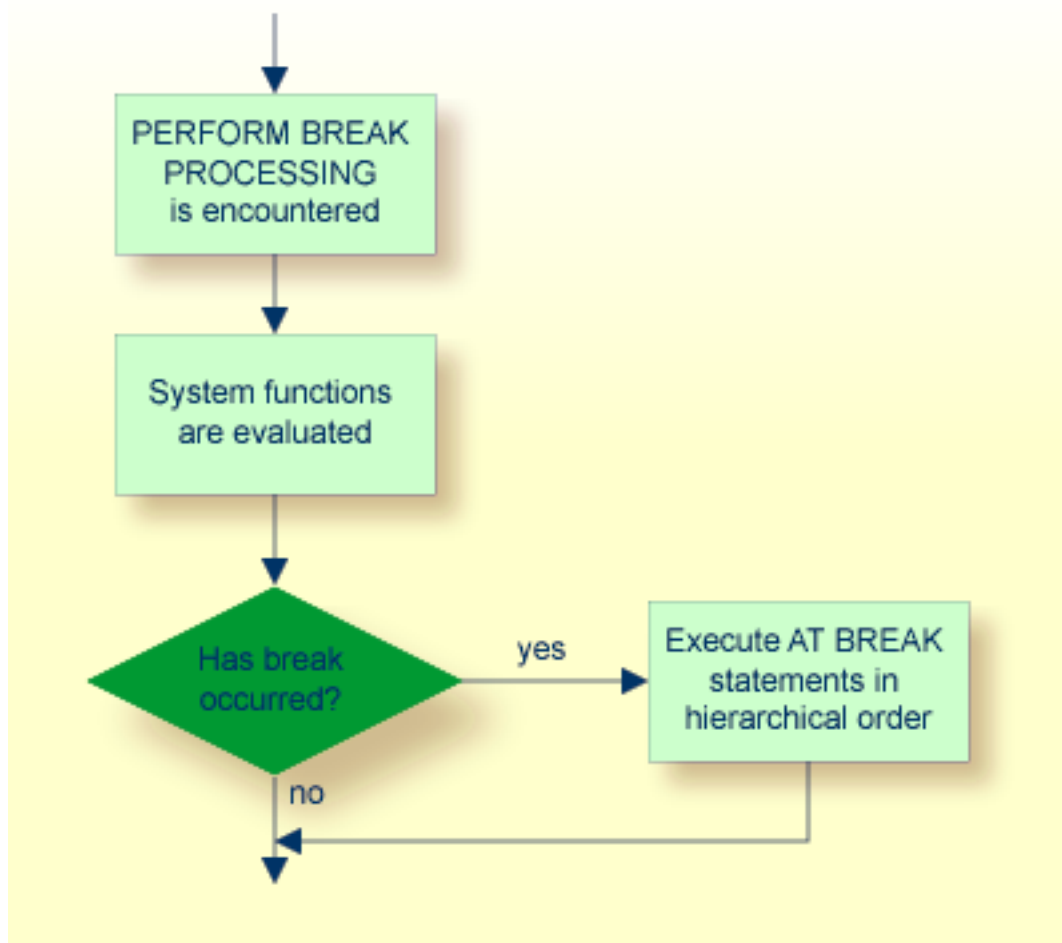 PERFORM BREAK
PROCESSING
is encountered
System functions
are evaluated
Has break
occurred?
yes
Execute AT BREAK
statements in
hierarchical order
no